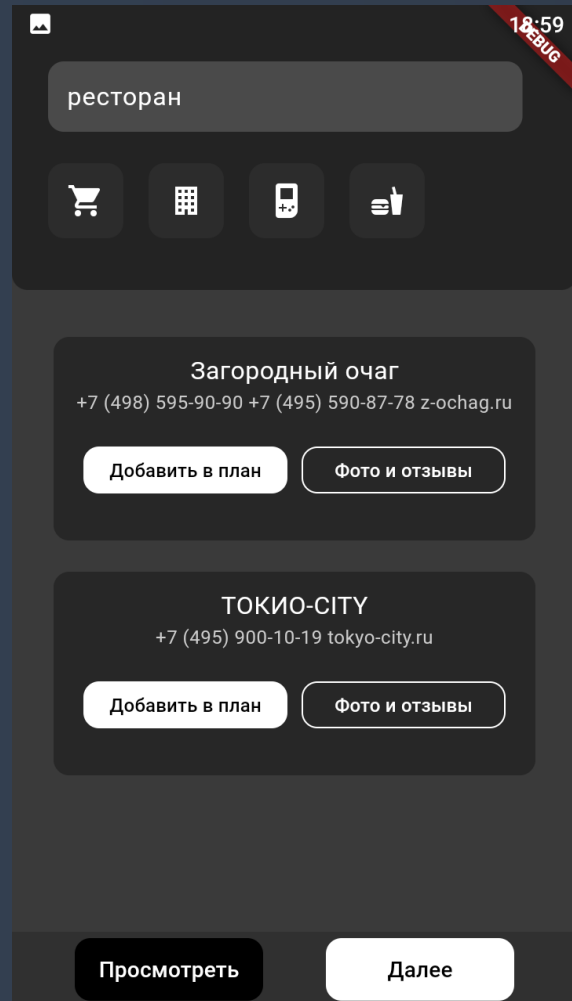 18:59
DEBUG
ресторан
Загородный очаг
+7 (498) 595-90-90 +7 (495) 590-87-78 z-ochag.ru
Добавить в план
Фото и отзывы
ТОКИО-CITY
+7 (495) 900-10-19 tokyo-city.ru
Добавить в план
Фото и отзывы
Просмотреть
Далее